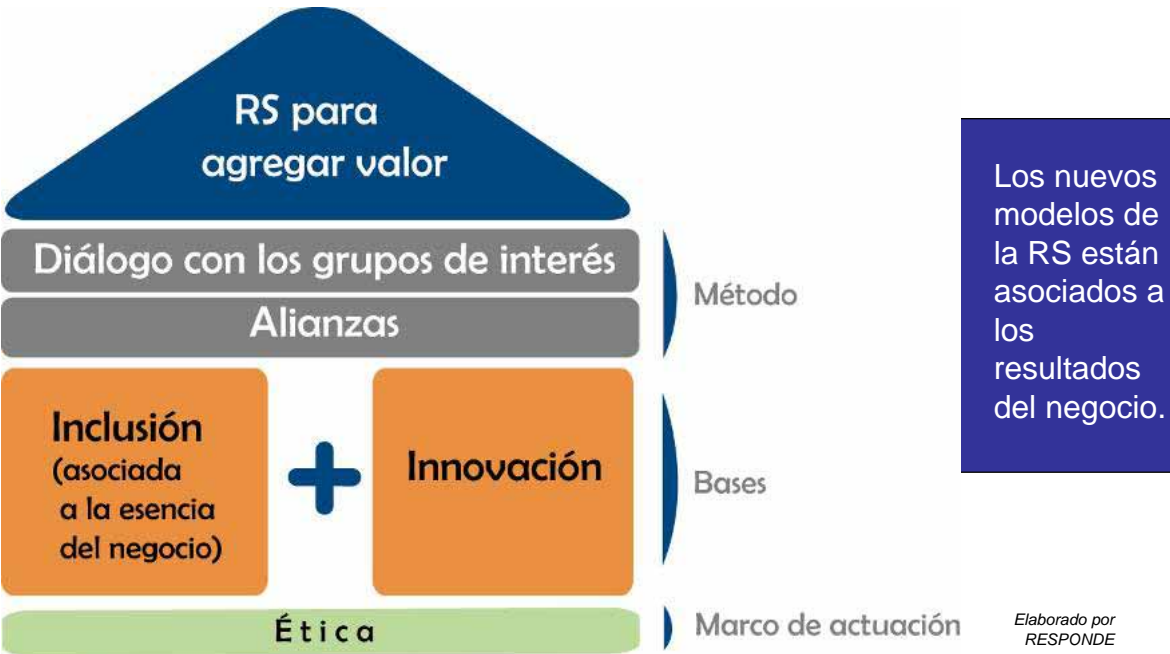 RS para
agregar valor
Diálogo con los grupos de interés
Alianzas
Método
Inclusión
(asociada
a la esencia
del negocio)
+
Innovación
Bases
Ética
Marco de actuación
Los nuevos
modelos de
la RS están
asociados a
los
resultados
del negocio.
Elaborado por
RESPONDE